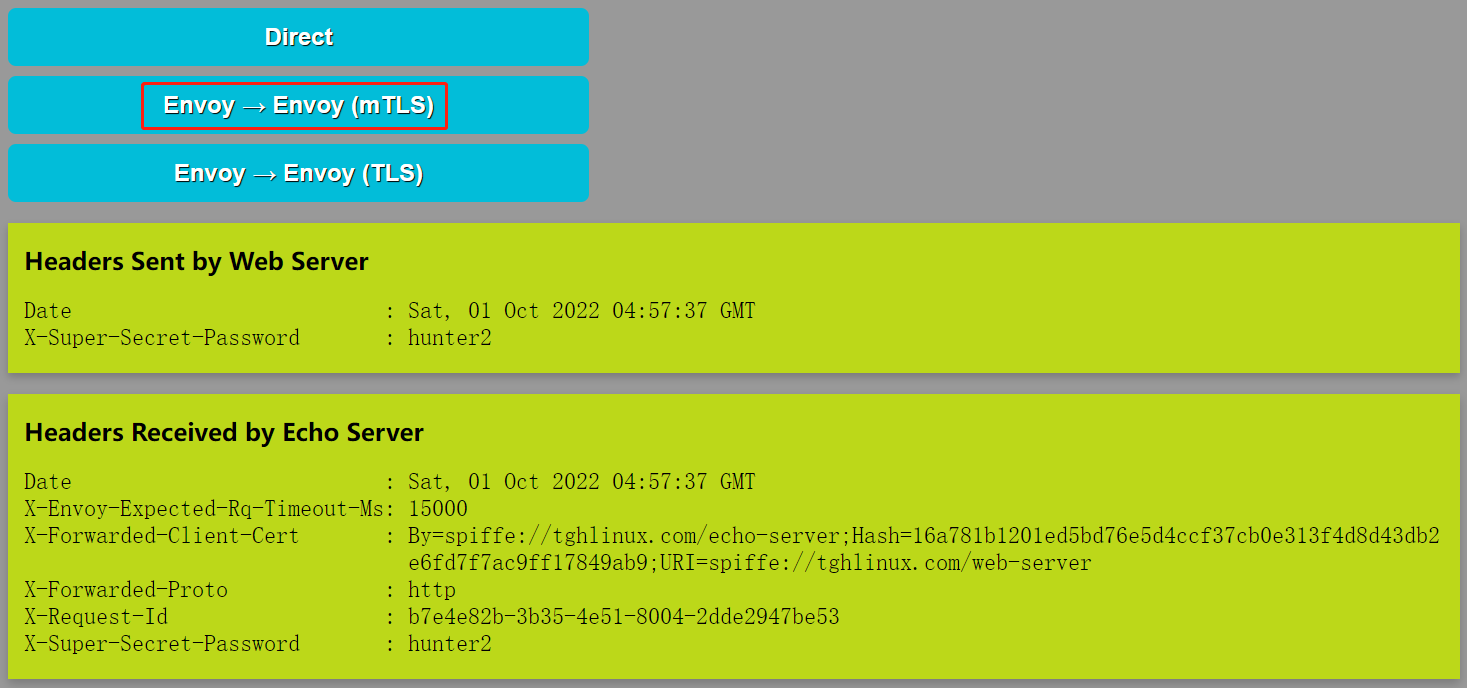 Direct
Envoy → Envoy (mTLS)
Envoy → Envoy (TLS)
Headers Sent by Web Server
Date : Sat, 01 Oct 2022 04:57:37 GMT
X-Super-Secret-Password : hunter2
Headers Received by Echo Server
Date : Sat, 01 Oct 2022 04:57:37 GMT
X-Envoy-Expected-Rq-Timeout-Ms: 15000
X-Forwarded-Client-Cert : By=spiffe://tghlinux.com/echo-server;Hash=16a781b1201ed5bd76e5d4ccf37cb0e313f4d8d43db2
e6fd7f7ac9ff17849ab9;URI=spiffe://tghlinux.com/web-server
X-Forwarded-Proto : http
X-Request-Id : b7e4e82b-3b35-4e51-8004-2dde2947be53
X-Super-Secret-Password : hunter2